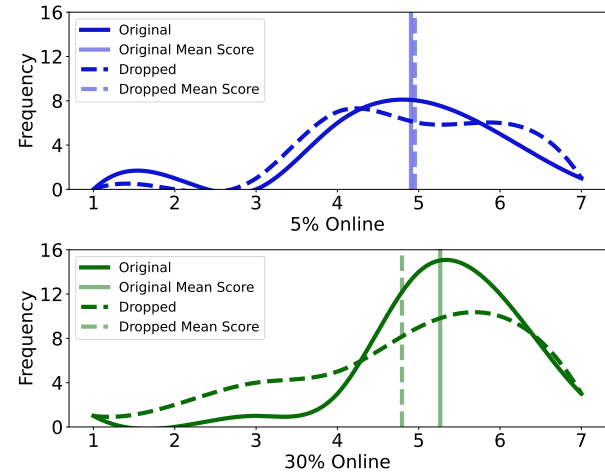 16
12
8
4
0
Frequency
Original
Original Mean Score
Dropped
Dropped Mean Score
1 2 3 4 5 6 7
5% Online
16
12
8
4
0
Frequency
Original
Original Mean Score
Dropped
Dropped Mean Score
1 2 3 4 5 6 7
30% Online